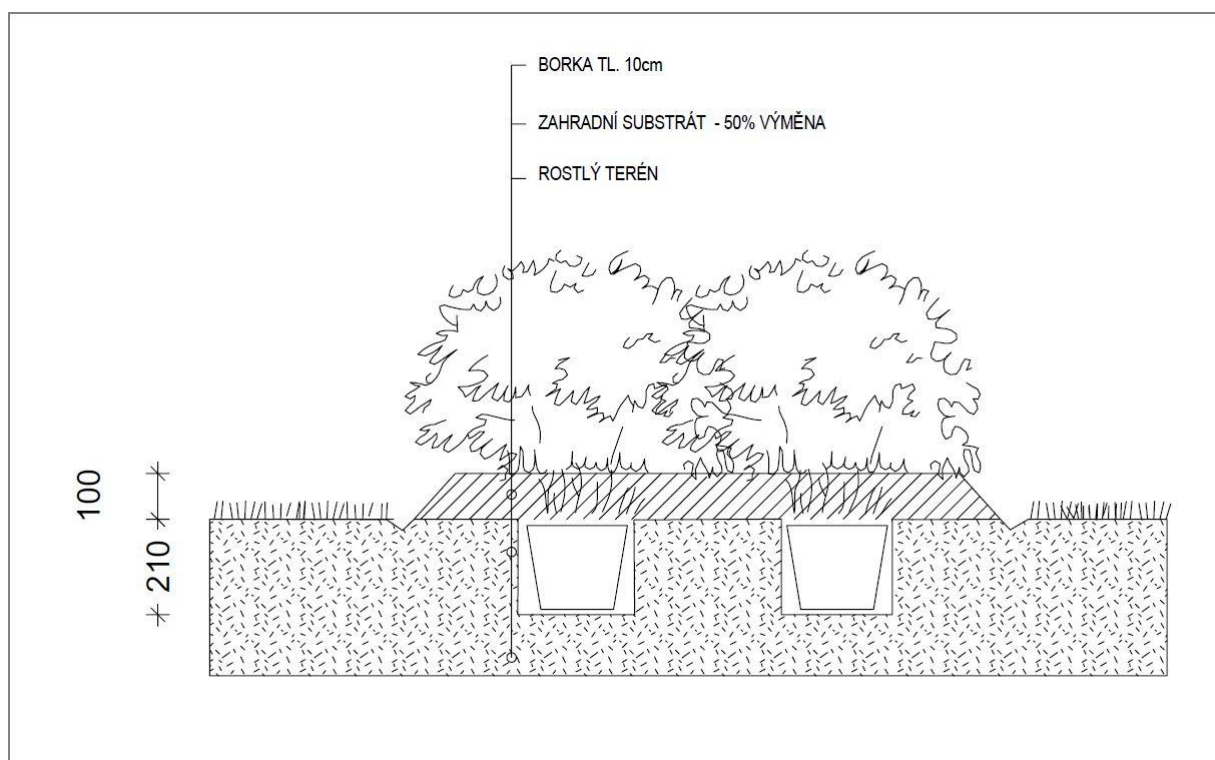 BORKA TL. 10cm
ZAHRADNÍ SUBSTRÁT - 50% VÝMĚNA
ROSTLÝ TERÉN
100
210